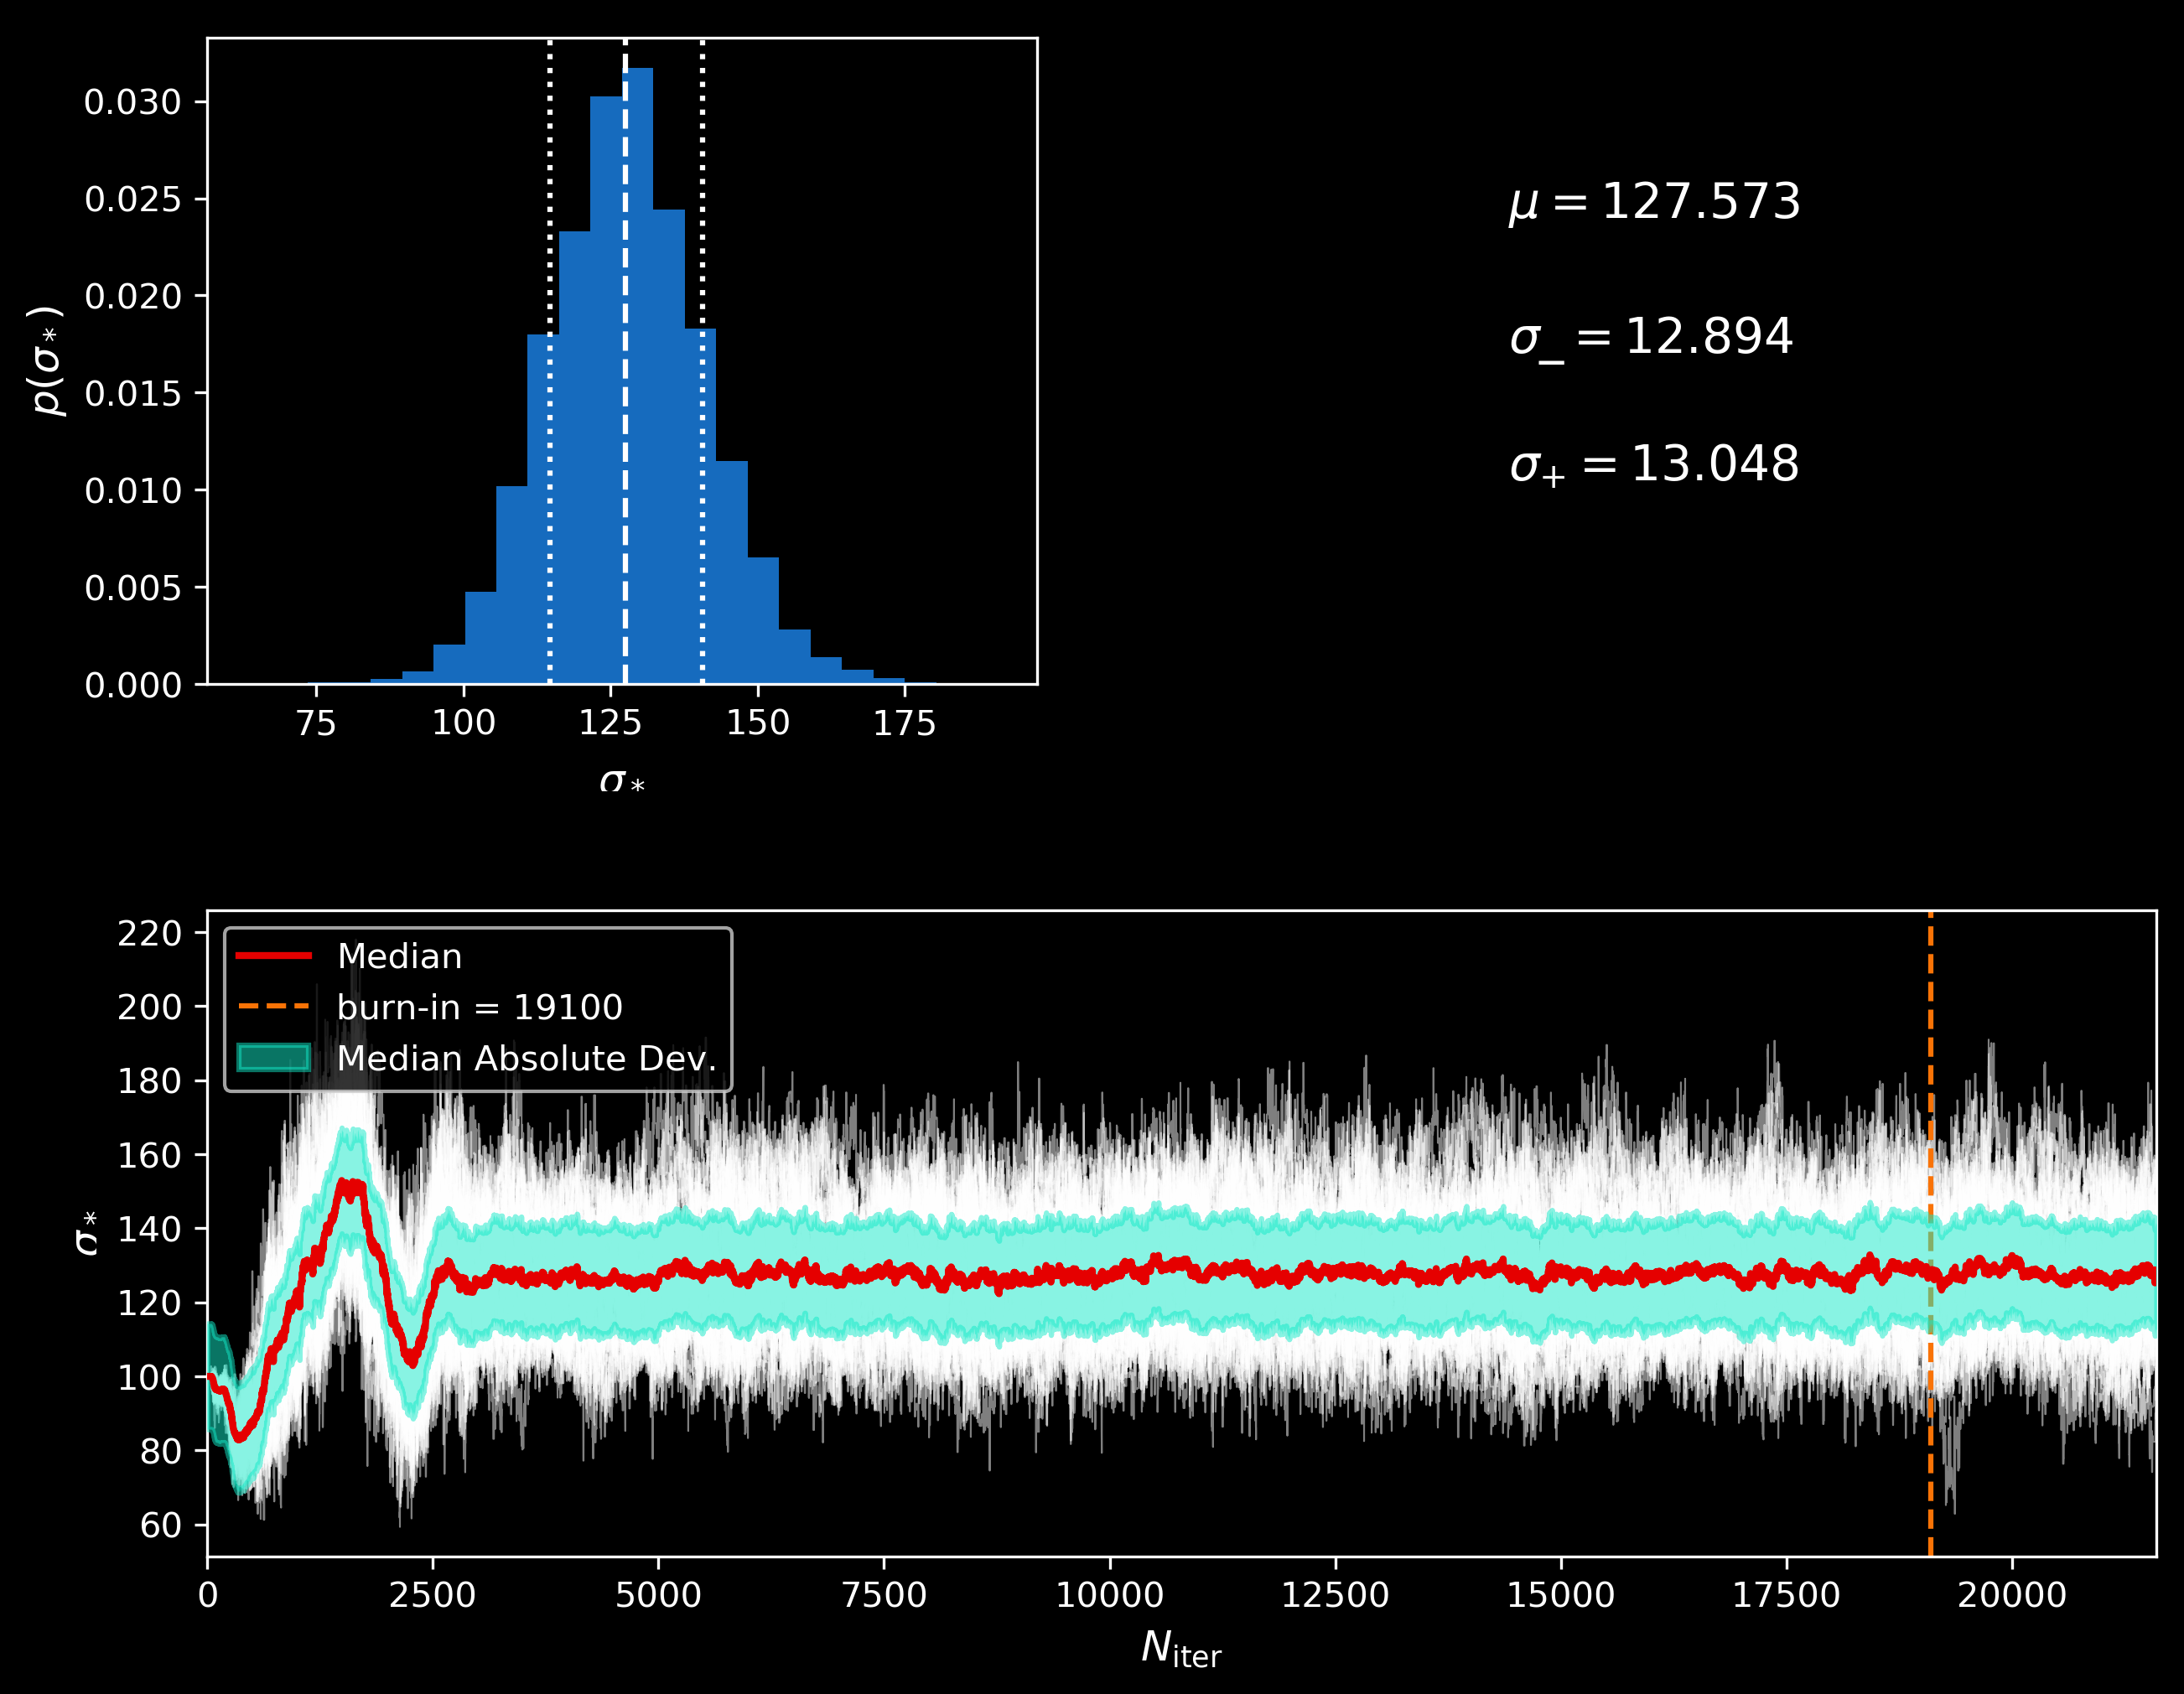 0.030
0.025
0.020
0.015
0.010
0.005
0.000
p(σ*)
75 100 125 150 175
σ*
μ = 127.573
σ_ = 12.894
σ+ = 13.048
220
200
180
160
140
120
100
80
60
σ*
Median
burn-in = 19100
Median Absolute Dev.
0 2500 5000 7500 10000 12500 15000 17500 20000
Niter